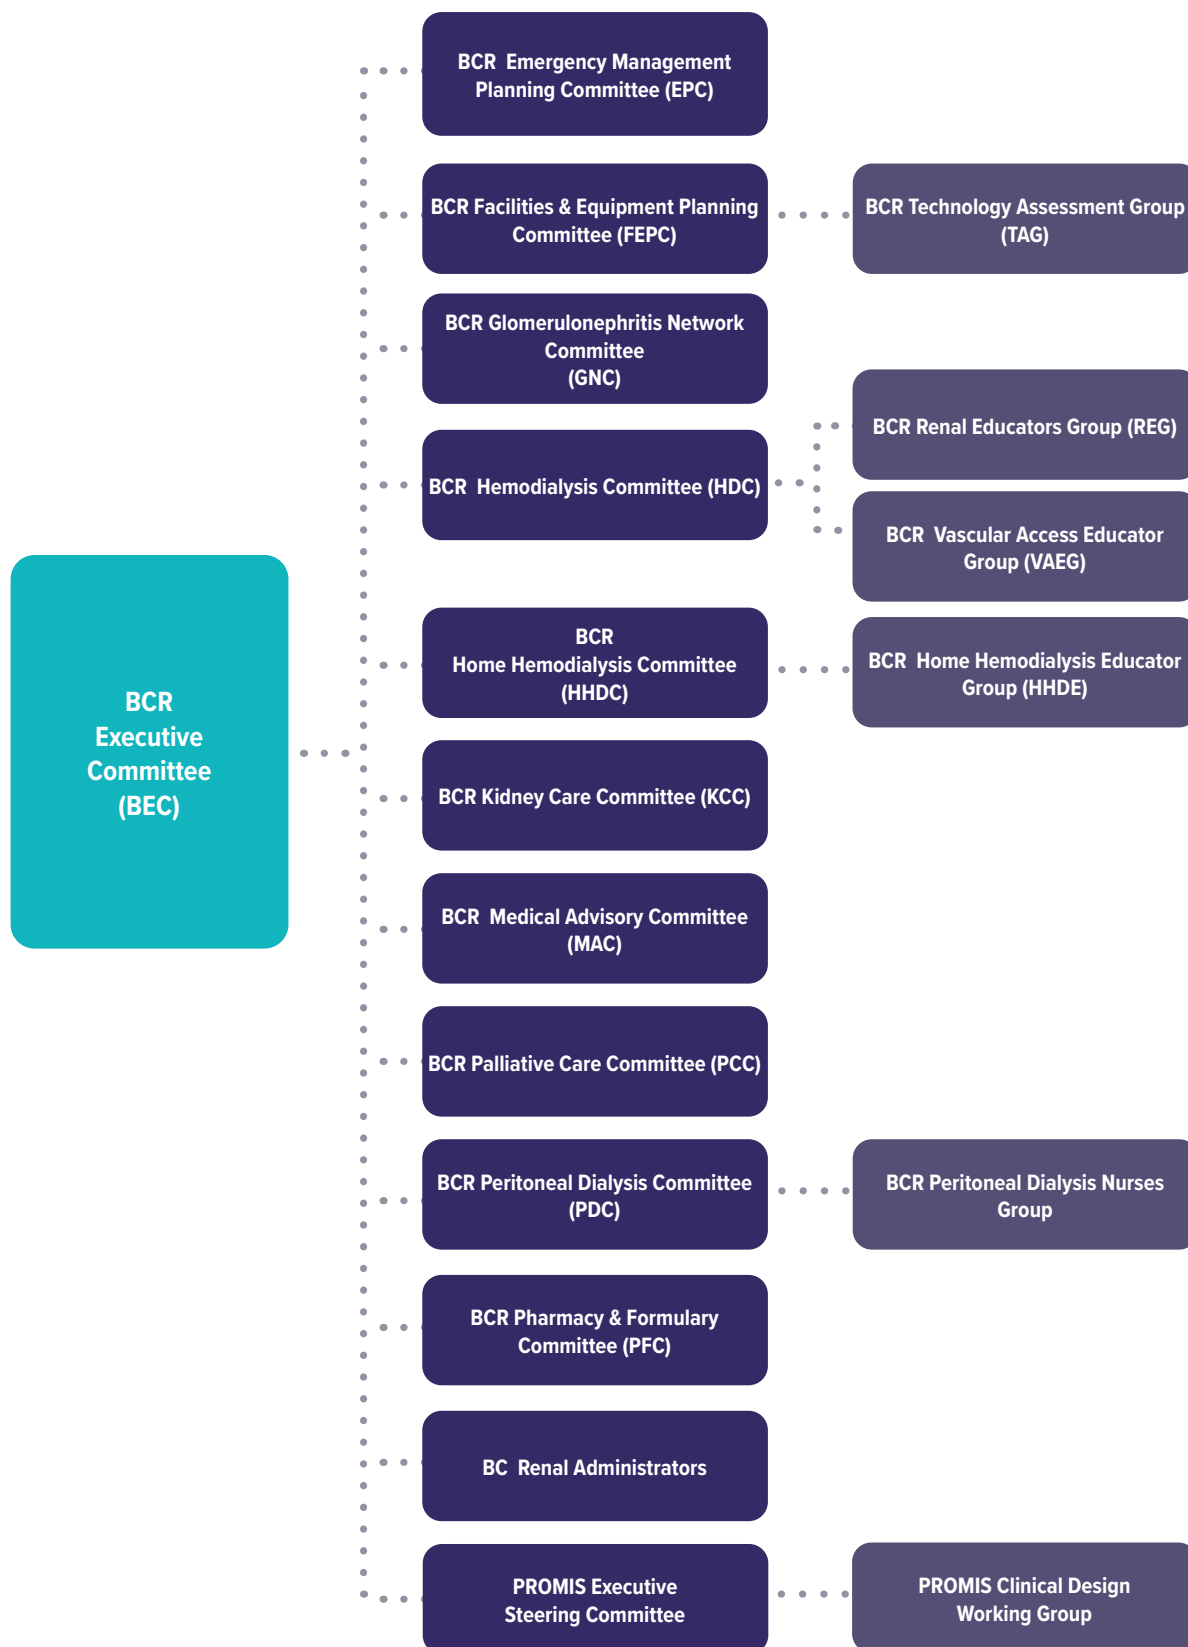 BCR Emergency Management
Planning Committee (EPC)
BCR Facilities & Equipment Planning
Committee (FEPC)
BCR Technology Assessment Group
(TAG)
BCR Glomerulonephritis Network
Committee
(GNC)
BCR Renal Educators Group (REG)
BCR Hemodialysis Committee (HDC)
BCR Vascular Access Educator
Group (VAEG)
BCR
Home Hemodialysis Committee
(HHDC)
BCR Home Hemodialysis Educator
Group (HHDE)
BCR
Executive
Committee
(BEC)
BCR Kidney Care Committee (KCC)
BCR Medical Advisory Committee
(MAC)
BCR Palliative Care Committee (PCC)
BCR Peritoneal Dialysis Committee
(PDC)
BCR Peritoneal Dialysis Nurses
Group
BCR Pharmacy & Formulary
Committee (PFC)
BC Renal Administrators
PROMIS Executive
Steering Committee
PROMIS Clinical Design
Working Group